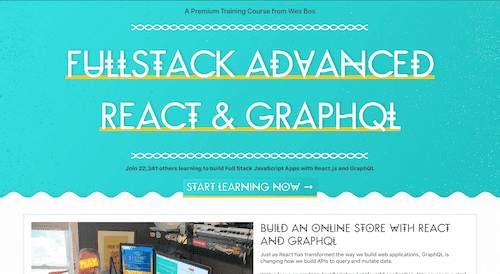 A Premium Training Course from Wes Bos
FULLSTACK ADVANCED
REACT & GRAPHQL
Join 22,341 others learning to build Full Stack JavaScript Apps with React.js and GraphQL
START LEARNING NOW →
BUILD AN ONLINE STORE WITH REACT
AND GRAPHQL
Just as React has transformed the way we build web applications, GraphQL is
changing how we build APIs to query and mutate data.